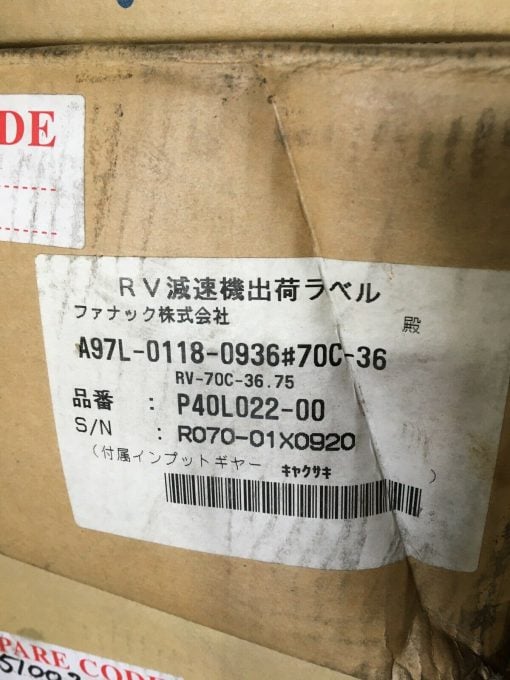 DE
RV減速機出荷ラベル
ファナック株式会社 殿
A97L-0118-0936#70C-36
RV-70C-36.75
品番 : P40L022-00
S/N : R070-01X0920
(付属インプットギヤー キャクサキ )
PARE CODE